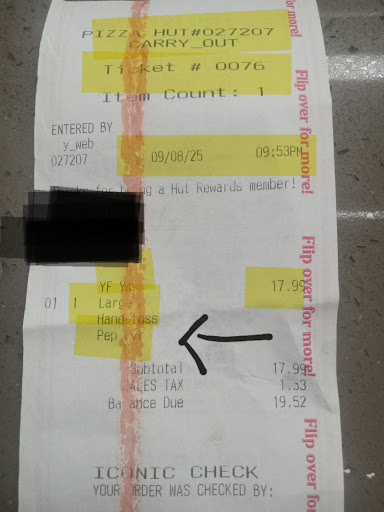 PIZZA HUT#027207
CARRY_OUT
Ticket # 0076
Item Count: 1
ENTERED BY
y_web
027207 09/08/25 09:53PM
for being a Hut Rewards member!
YF 17.99
01 1 Large
Hand Toss
Pep
Subtotal 17.99
SALES TAX 1.53
Balance Due 19.52
ICONIC CHECK
YOUR ORDER WAS CHECKED BY:
for more!
Flip over for more!
Flip over for more!
Flip over for